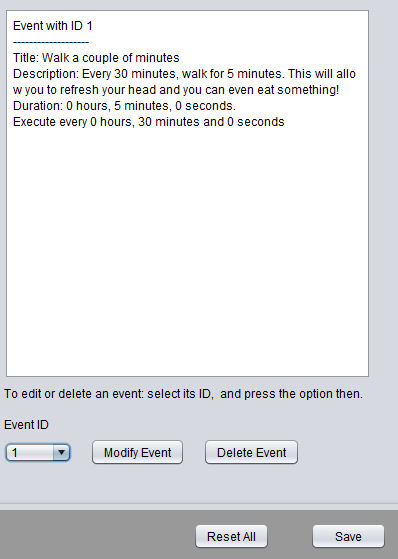 Event with ID 1
-------------------
Title: Walk a couple of minutes
Description: Every 30 minutes, walk for 5 minutes. This will allo
w you to refresh your head and you can even eat something!
Duration: 0 hours, 5 minutes, 0 seconds.
Execute every 0 hours, 30 minutes and 0 seconds
To edit or delete an event: select its ID,  and press the option then.
Event ID
1 Modify Event Delete Event
Reset All Save